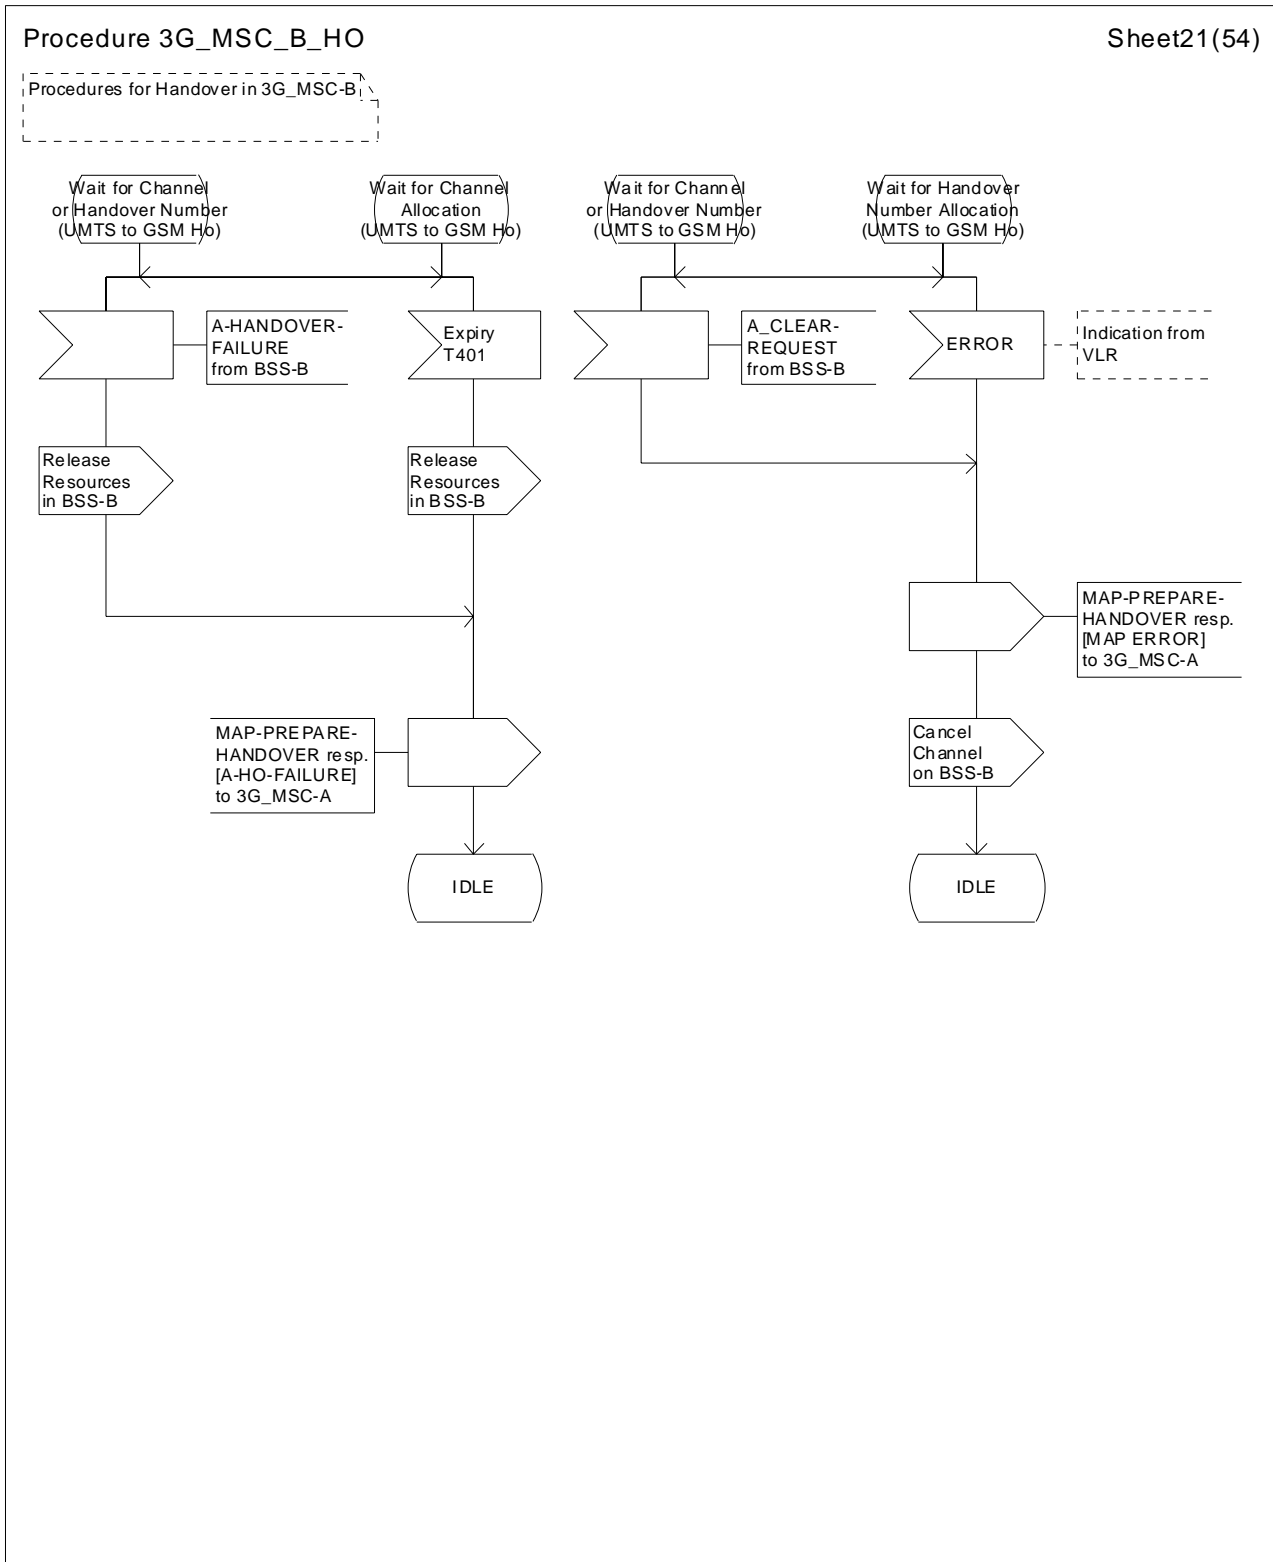 Procedure 3G_MSC_B_HO
Sheet21(54)
Procedures for Handover in 3G_MSC-B
Wait for Channel
or Handover Number
(UMTS to GSM Ho)
Wait for Channel
Allocation
(UMTS to GSM Ho)
Wait for Channel
or Handover Number
(UMTS to GSM Ho)
Wait for Handover
Number Allocation
(UMTS to GSM Ho)
A-HANDOVER-
FAILURE
from BSS-B
Expiry
T401
A_CLEAR-
REQUEST
from BSS-B
ERROR
Indication from
VLR
Release
Resources
in BSS-B
Release
Resources
in BSS-B
MAP-PREPARE-
HANDOVER resp.
[MAP ERROR]
to 3G_MSC-A
MAP-PREPARE-
HANDOVER resp.
[A-HO-FAILURE]
to 3G_MSC-A
Cancel
Channel
on BSS-B
IDLE
IDLE